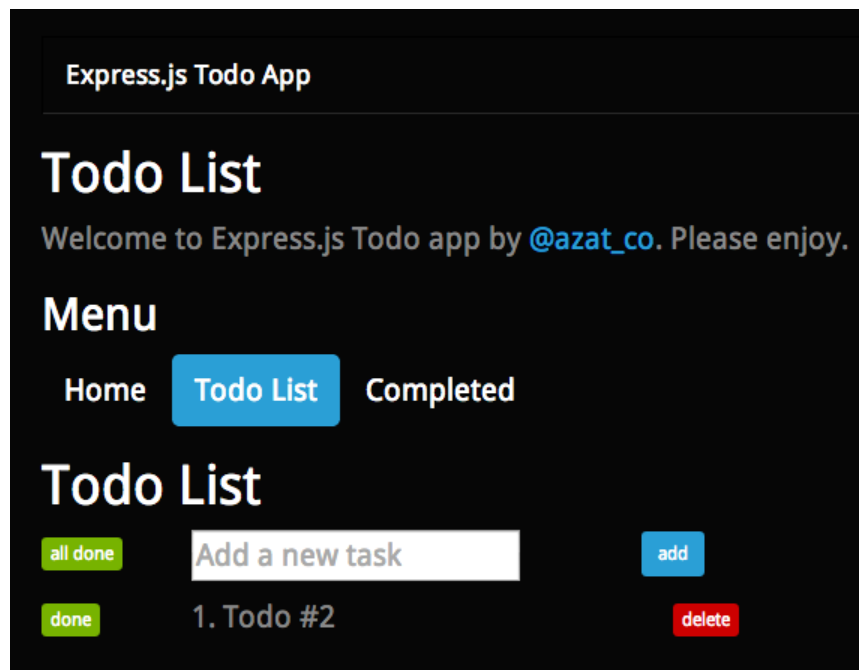 Express.js Todo App
Todo List
Welcome to Express.js Todo app by @azat_co. Please enjoy.
Menu
Home Todo List Completed
Todo List
all done Add a new task add
done 1. Todo #2 delete